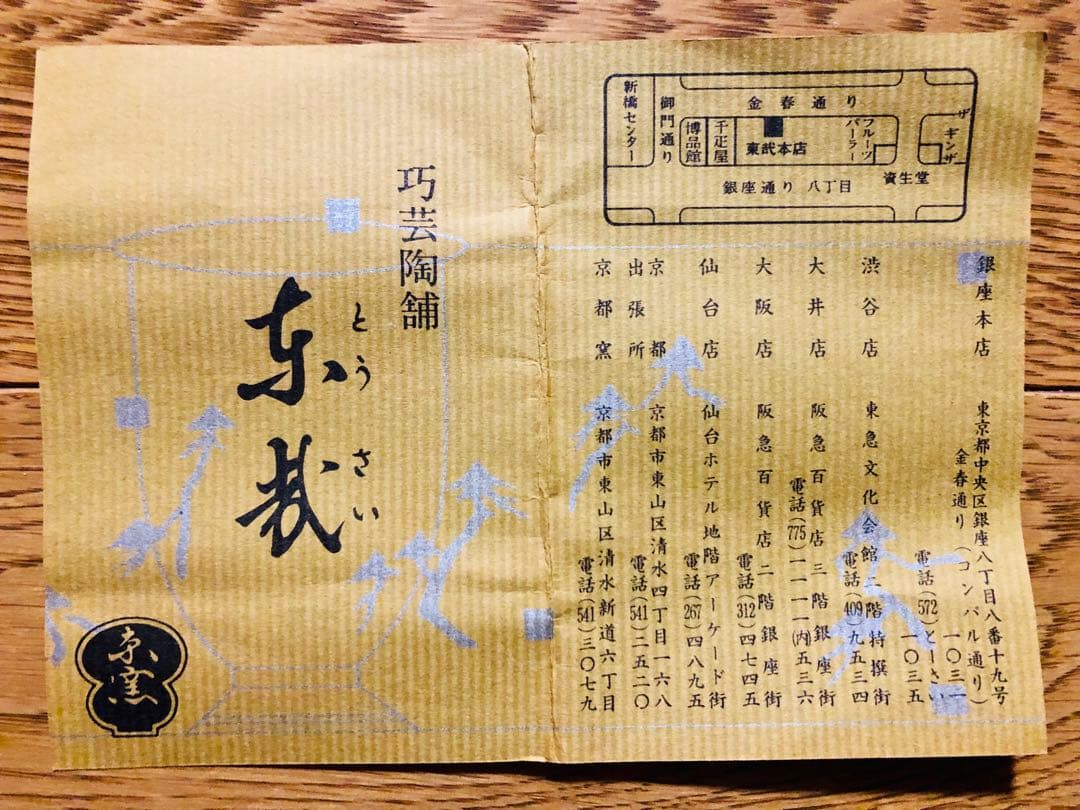 新橋センター
御門通り
金春通り
博品館
千疋屋
東哉本店
フルーツ
パーラー
ザ
ギンザ
資生堂
銀座通り 八丁目
銀座本店 東京都中央区銀座八丁目八番十九号
金春通り(コンパル通り)
一〇三一
電話(572)とーさい
一〇三五
渋谷店 東急文化会館二階特撰街
電話(409)九五三四
大井店 阪急百貨店三階銀座街
電話(775)一一一一(内)五三六
大阪店 阪急百貨店二階銀座街
電話(312)四七四五
仙台店 仙台ホテル地階アーケード街
電話(267)四八九五
京都出張所 京都市東山区清水四丁目一六八
電話(541)二五二〇
京都窯 京都市東山区清水新道六丁目
電話(541)三〇七九
巧芸陶舗
とうさい
東哉
京窯